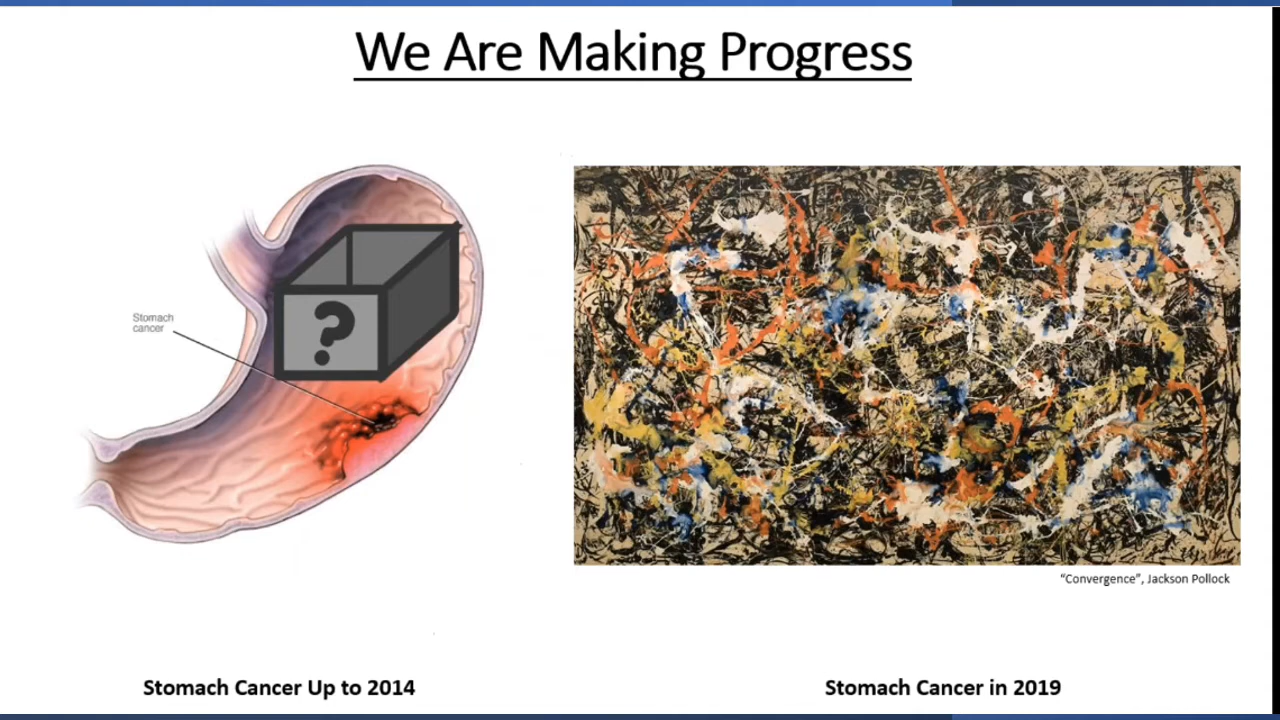 We Are Making Progress
Stomach
cancer
?
“Convergence”, Jackson Pollock
Stomach Cancer Up to 2014
Stomach Cancer in 2019